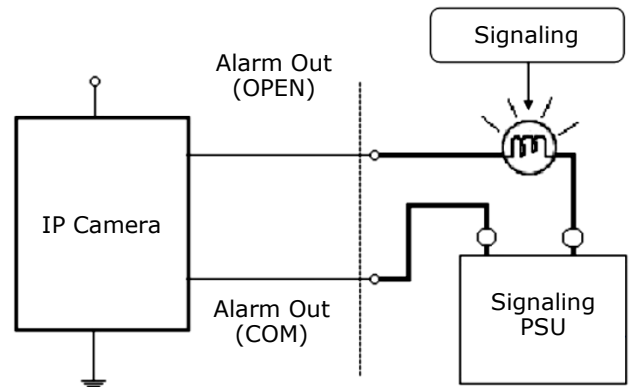 Signaling
Alarm Out
(OPEN)
IP Camera
Alarm Out
(COM)
Signaling
PSU